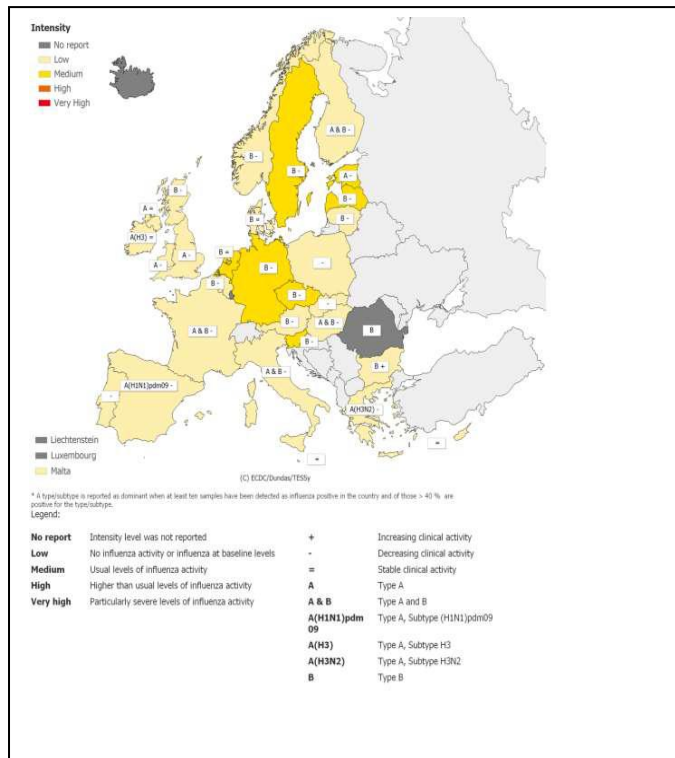 Intensity
No report
Low
Medium
High
Very High
A & B -
B -
B -
A -
B -
B -
B -
A =
A(H3) =
B =
A -
A -
B =
B -
-
B -
B -
-
B -
A & B -
A & B -
B -
B
B +
A & B -
A(H1N1)pdm09 -
-
A(H3N2) -
=
=
Liechtenstein
Luxembourg
Malta
(C) ECDC/Dundas/TESSy
* A type/subtype is reported as dominant when at least ten samples have been detected as influenza positive in the country and of those > 40 % are
positive for the type/subtype.
Legend:
No report Intensity level was not reported + Increasing clinical activity
Low No influenza activity or influenza at baseline levels - Decreasing clinical activity
Medium Usual levels of influenza activity = Stable clinical activity
High Higher than usual levels of influenza activity A Type A
Very high Particularly severe levels of influenza activity A & B Type A and B
A(H1N1)pdm Type A, Subtype (H1N1)pdm09
09
A(H3) Type A, Subtype H3
A(H3N2) Type A, Subtype H3N2
B Type B